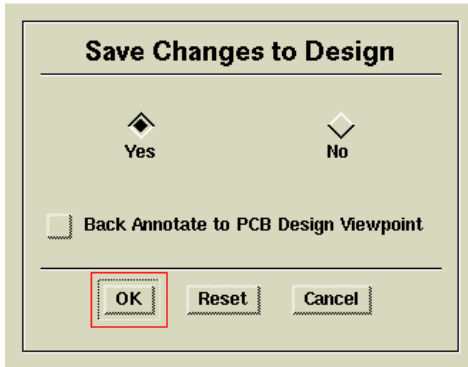 Save Changes to Design
Yes No
Back Annotate to PCB Design Viewpoint
OK Reset Cancel